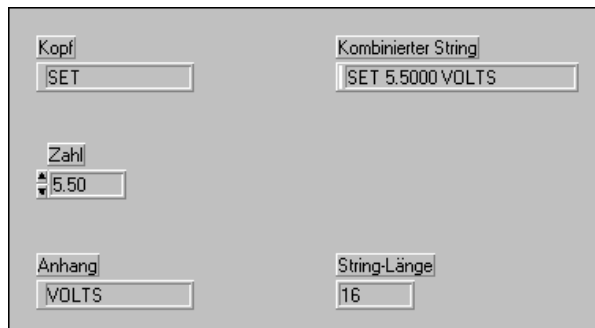 Kopf
SET
Kombinierter String
SET 5.5000 VOLTS
Zahl
5.50
Anhang
VOLTS
String-Länge
16